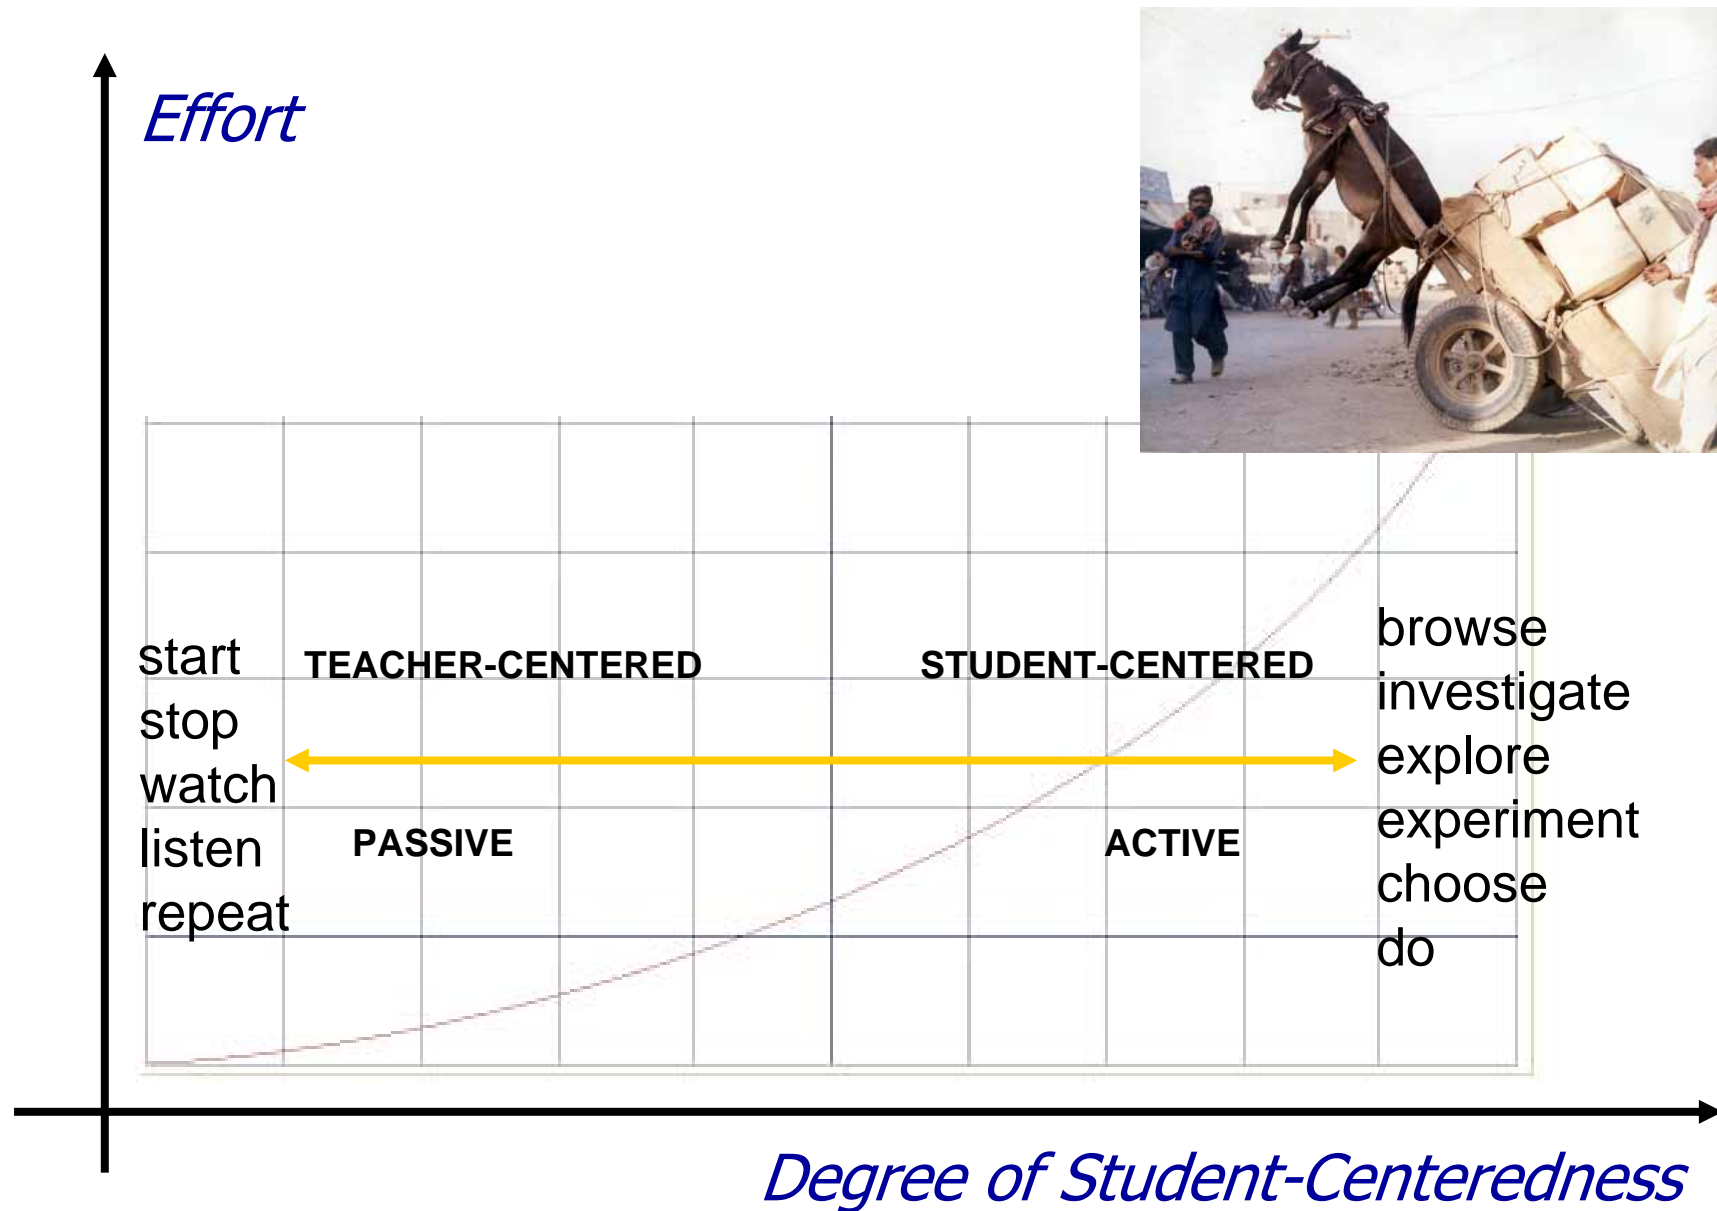 Effort
start
stop
watch
listen
repeat
TEACHER-CENTERED
STUDENT-CENTERED
PASSIVE
ACTIVE
browse
investigate
explore
experiment
choose
do
Degree of Student-Centeredness